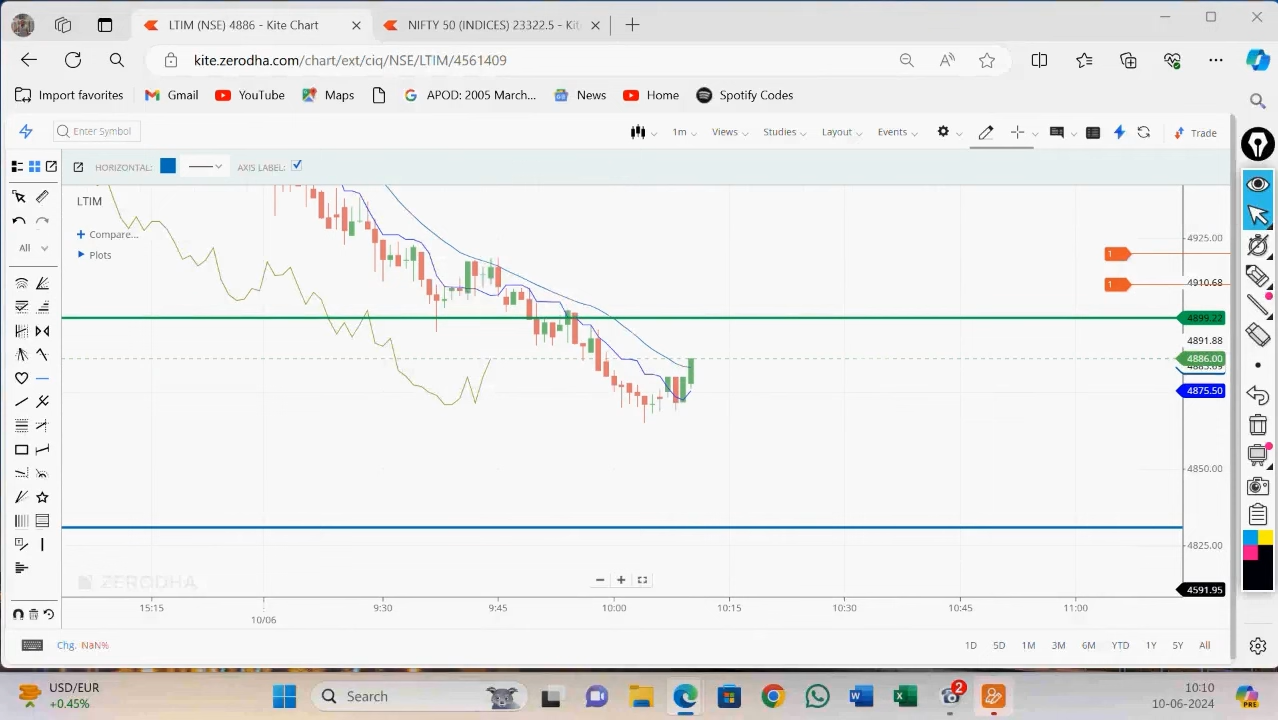 LTIM (NSE) 4886 - Kite Chart
NIFTY 50 (INDICES) 23322.5 - Kit
kite.zerodha.com/chart/ext/ciq/NSE/LTIM/4561409
Import favorites
Gmail
YouTube
Maps
APOD: 2005 March...
News
Home
Spotify Codes
Enter Symbol
1m
Views
Studies
Layout
Events
Trade
HORIZONTAL:
AXIS LABEL:
LTIM
Compare...
Plots
All
1
1
4925.00
4910.68
4899.22
4891.88
4886.00
4875.50
4850.00
4825.00
4591.95
ZERODHA
15:15
9:30
9:45
10:00
10:15
10:30
10:45
11:00
10/06
Chg. NaN%
1D
5D
1M
3M
6M
YTD
1Y
5Y
All
USD/EUR
+0.45%
Search
2
10:10
10-06-2024
PRE